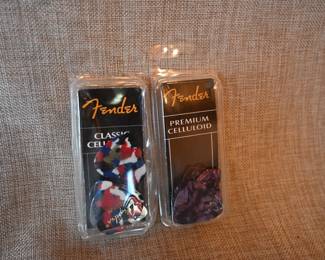 Fender
CLASSIC
Fender
PREMIUM
CELLULOID